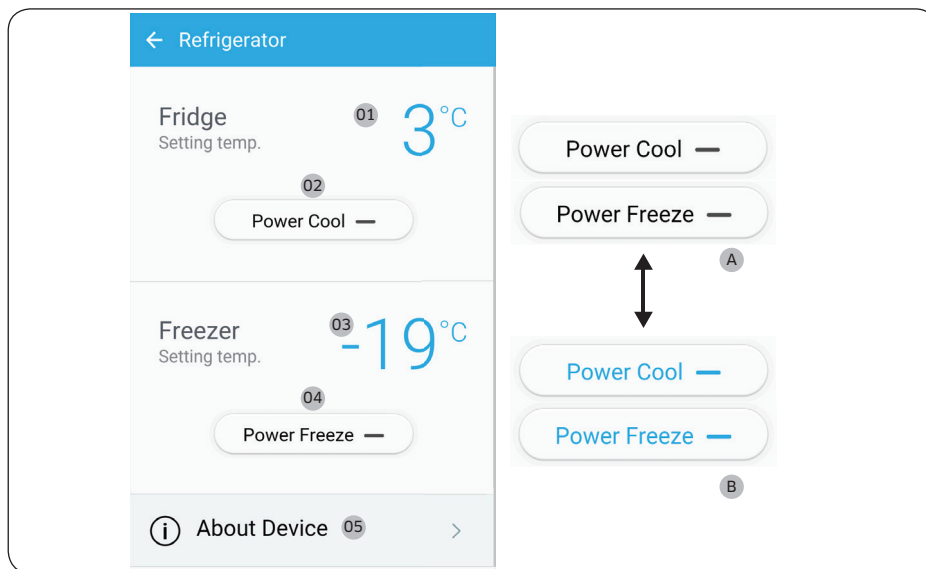 ← Refrigerator
Fridge
Setting temp.
01
3°C
02
Power Cool —
Freezer
Setting temp.
03
-19°C
04
Power Freeze —
ⓘ About Device 05 >
Power Cool —
Power Freeze —
A
Power Cool —
Power Freeze —
B